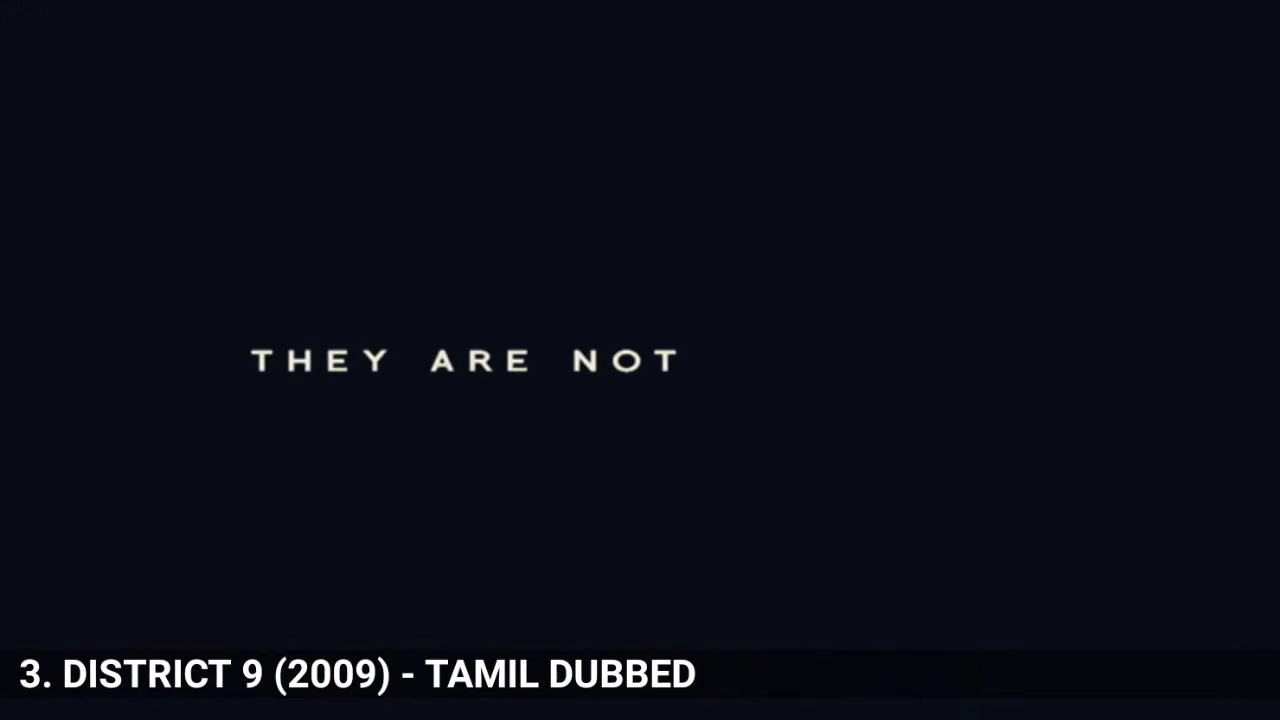 THEY ARE NOT
3. DISTRICT 9 (2009) - TAMIL DUBBED